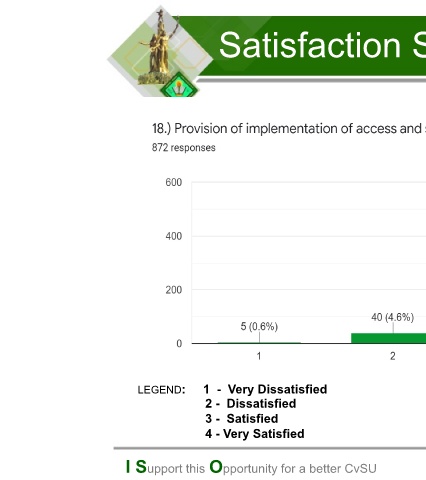 Satisfaction S
18.) Provision of implementation of access and
872 responses
600
400
200
0
5 (0.6%)
40 (4.6%)
1
2
LEGEND: 1 - Very Dissatisfied
2 - Dissatisfied
3 - Satisfied
4 - Very Satisfied
I Support this Opportunity for a better CvSU